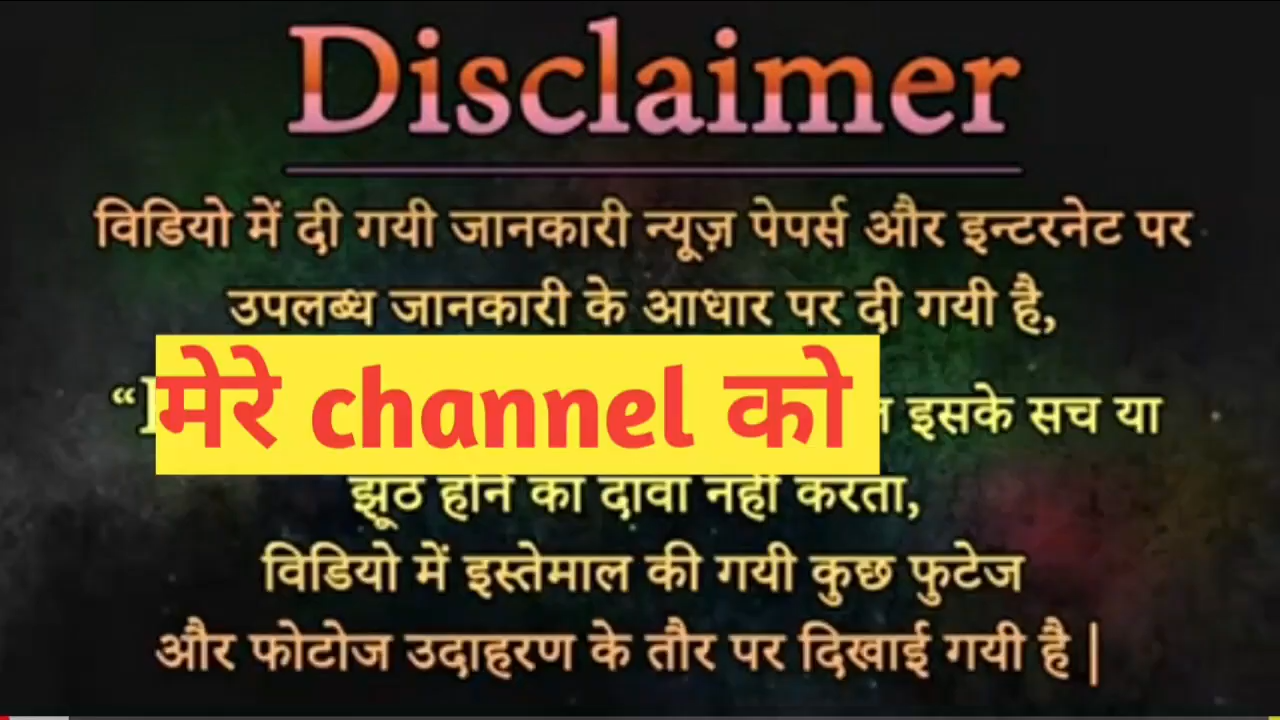 Disclaimer
विडियो में दी गयी जानकारी न्यूज़ पेपर्स और इन्टरनेट पर
उपलब्ध जानकारी के आधार पर दी गयी है,
मेरे channel को
इसके सच या
झूठ होने का दावा नहीं करता,
विडियो में इस्तेमाल की गयी कुछ फुटेज
और फोटोज उदाहरण के तौर पर दिखाई गयी है |